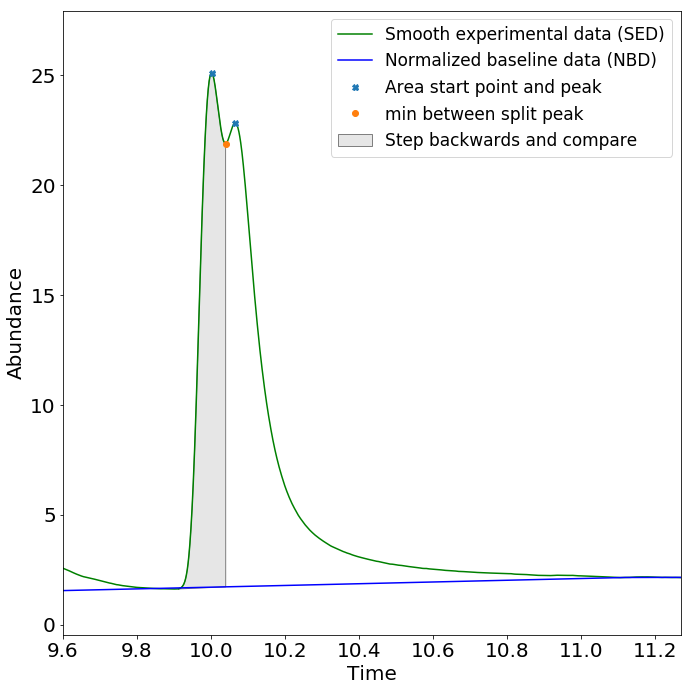 Smooth experimental data (SED)
Normalized baseline data (NBD)
Area start point and peak
min between split peak
Step backwards and compare
Abundance
25
20
15
10
5
0
9.6 9.8 10.0 10.2 10.4 10.6 10.8 11.0 11.2
Time